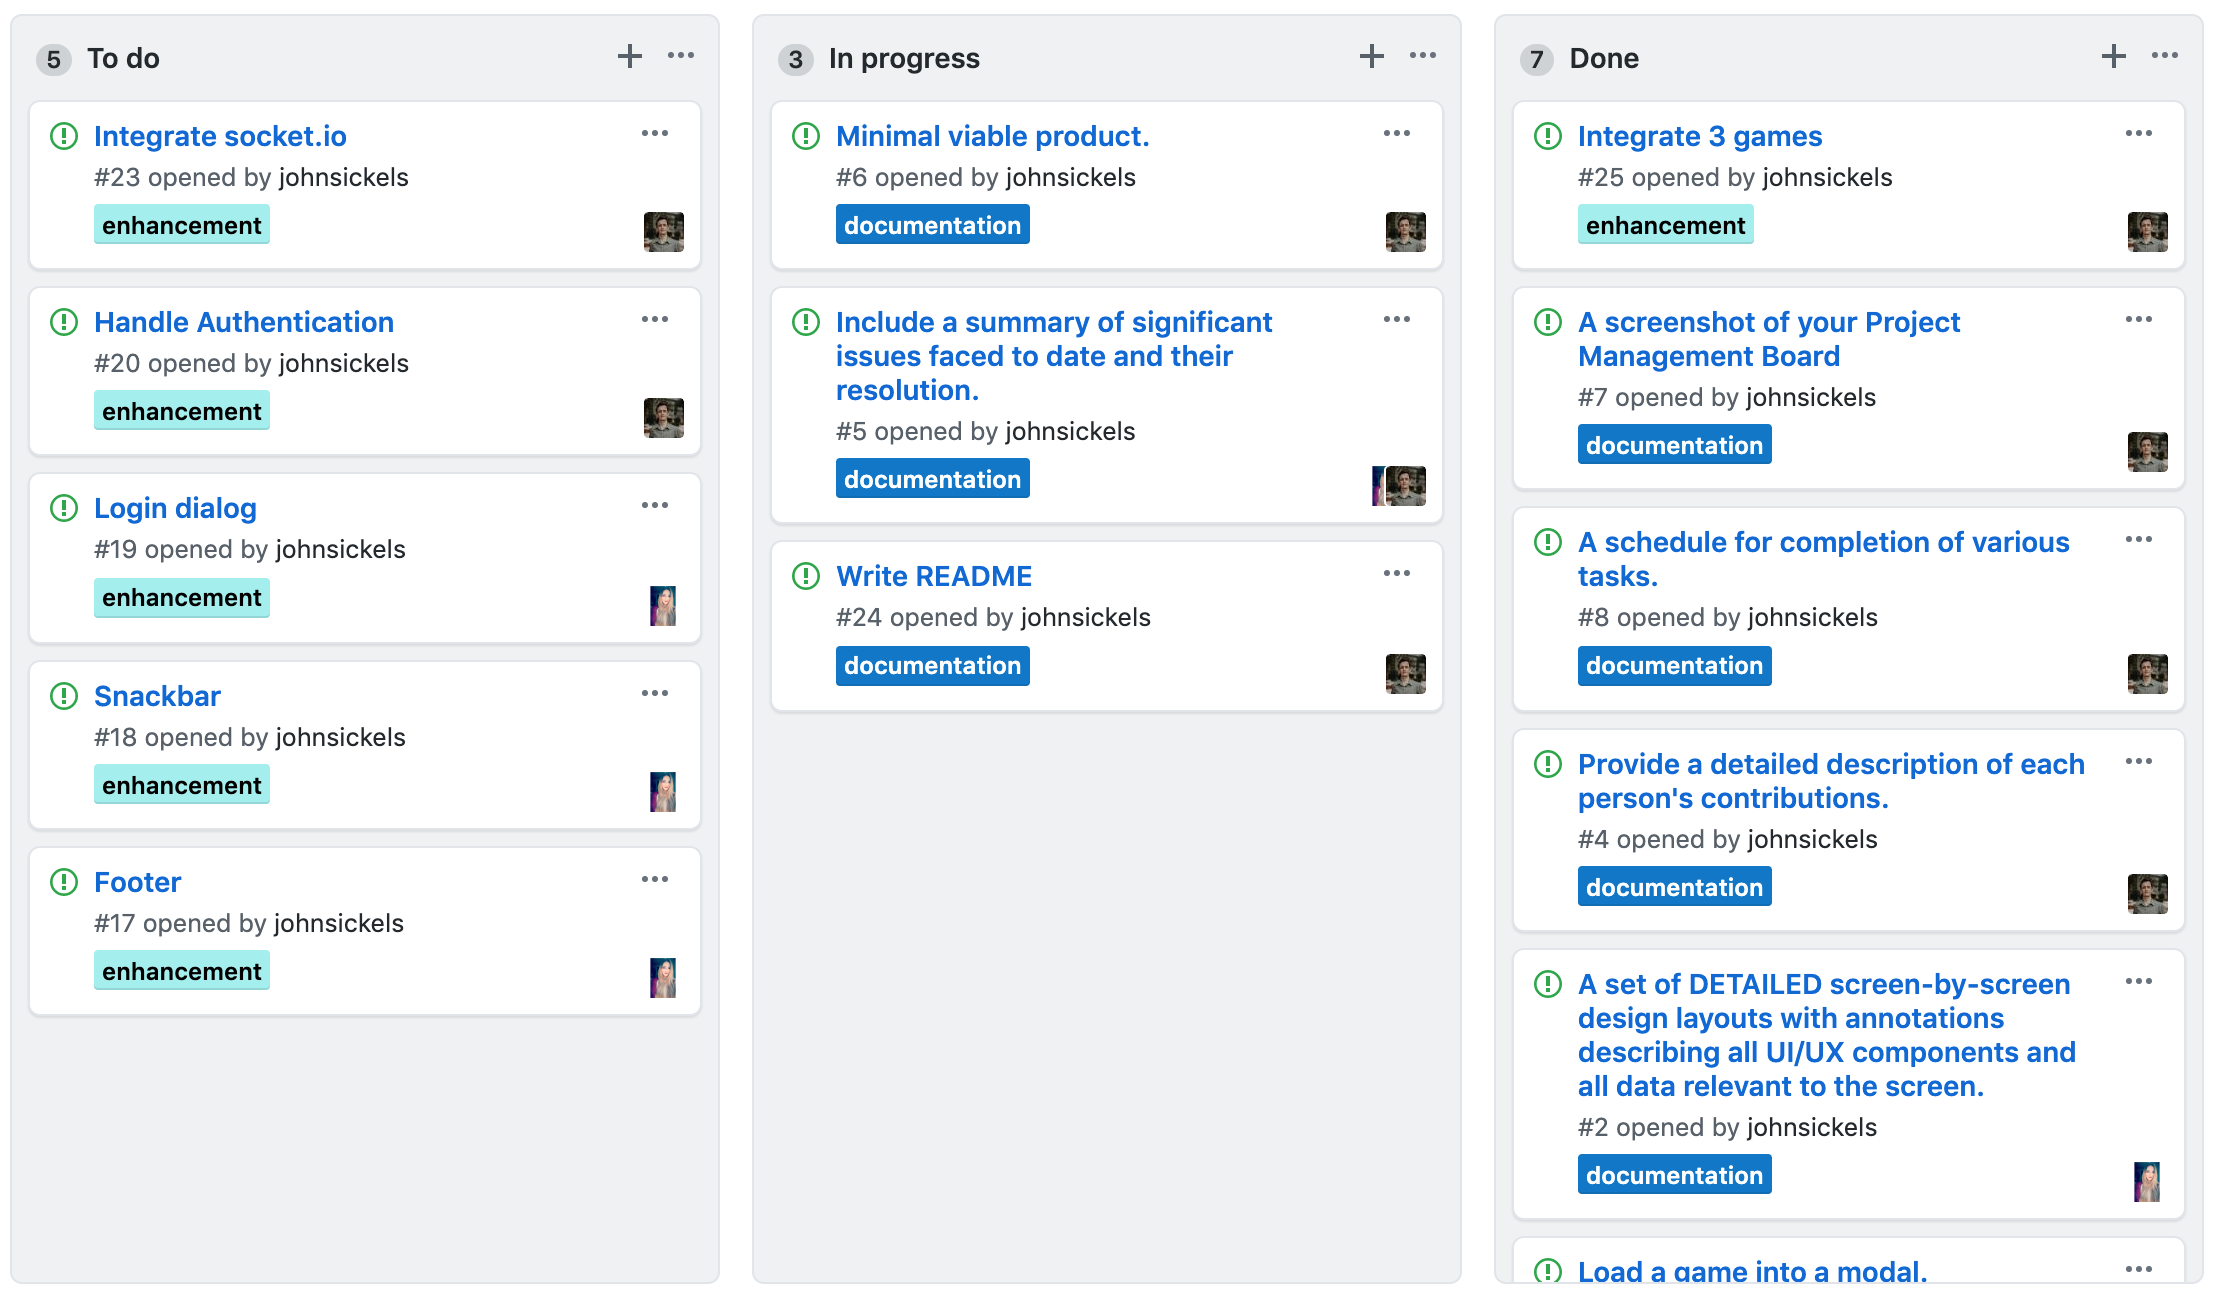 5 To do
Integrate socket.io
#23 opened by johnsickels
enhancement
Handle Authentication
#20 opened by johnsickels
enhancement
Login dialog
#19 opened by johnsickels
enhancement
Snackbar
#18 opened by johnsickels
enhancement
Footer
#17 opened by johnsickels
enhancement
3 In progress
Minimal viable product.
#6 opened by johnsickels
documentation
Include a summary of significant
issues faced to date and their
resolution.
#5 opened by johnsickels
documentation
Write README
#24 opened by johnsickels
documentation
7 Done
Integrate 3 games
#25 opened by johnsickels
enhancement
A screenshot of your Project
Management Board
#7 opened by johnsickels
documentation
A schedule for completion of various
tasks.
#8 opened by johnsickels
documentation
Provide a detailed description of each
person's contributions.
#4 opened by johnsickels
documentation
A set of DETAILED screen-by-screen
design layouts with annotations
describing all UI/UX components and
all data relevant to the screen.
#2 opened by johnsickels
documentation
Load a game into a modal.